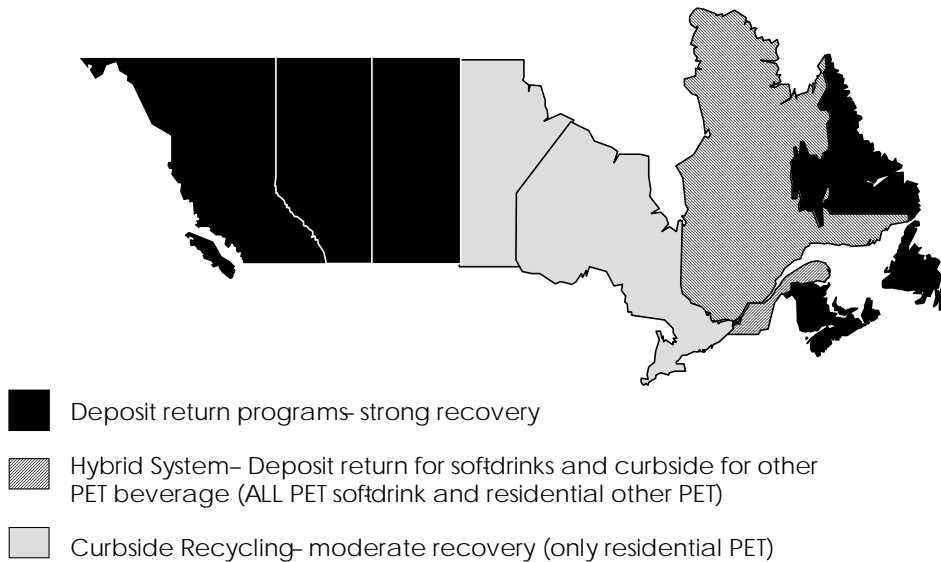 Deposit return programs– strong recovery
Hybrid System– Deposit return for softdrinks and curbside for other
PET beverage (ALL PET softdrink and residential other PET)
Curbside Recycling– moderate recovery (only residential PET)